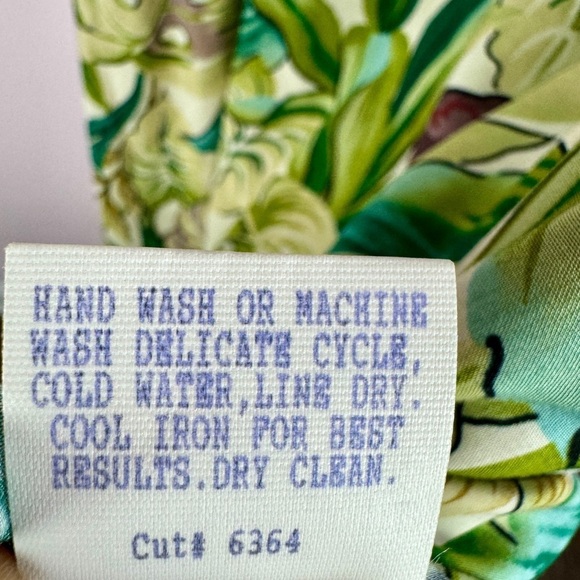 HAND WASH OR MACHINE
WASH DELICATE CYCLE,
COLD WATER,LINE DRY.
COOL IRON FOR BEST
RESULTS.DRY CLEAN.
Cut# 6364